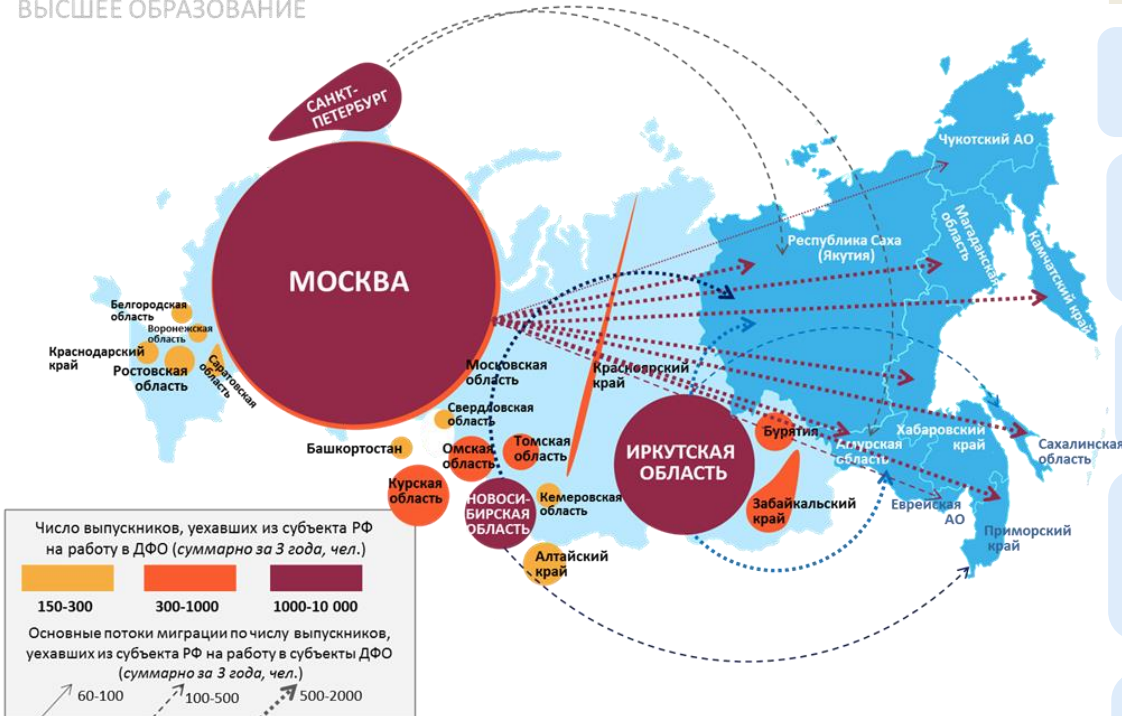 ВЫСШЕЕ ОБРАЗОВАНИЕ
САНКТ-
ПЕТЕРБУРГ
Чукотский АО
Магаданская
область
Камчатский край
Республика Саха
(Якутия)
МОСКВА
Белгородская
область
Воронежская
область
Краснодарский
край
Ростовская
область
Саратовская
область
Московская
область
Красноярский
край
Свердловская
область
Башкортостан
Омская
область
Томская
область
Курская
область
НОВОСИ-
БИРСКАЯ
ОБЛАСТЬ
Кемеровская
область
Алтайский
край
ИРКУТСКАЯ
ОБЛАСТЬ
Бурятия
Забайкальский
край
Амурская
область
Хабаровский
край
Сахалинская
область
Еврейская
АО
Приморский
край
Число выпускников, уехавших из субъекта РФ
на работу в ДФО (суммарно за 3 года, чел.)
150-300
300-1000
1000-10 000
Основные потоки миграции по числу выпускников,
уехавших из субъекта РФ на работу в субъекты ДФО
(суммарно за 3 года, чел.)
60-100
100-500
500-2000